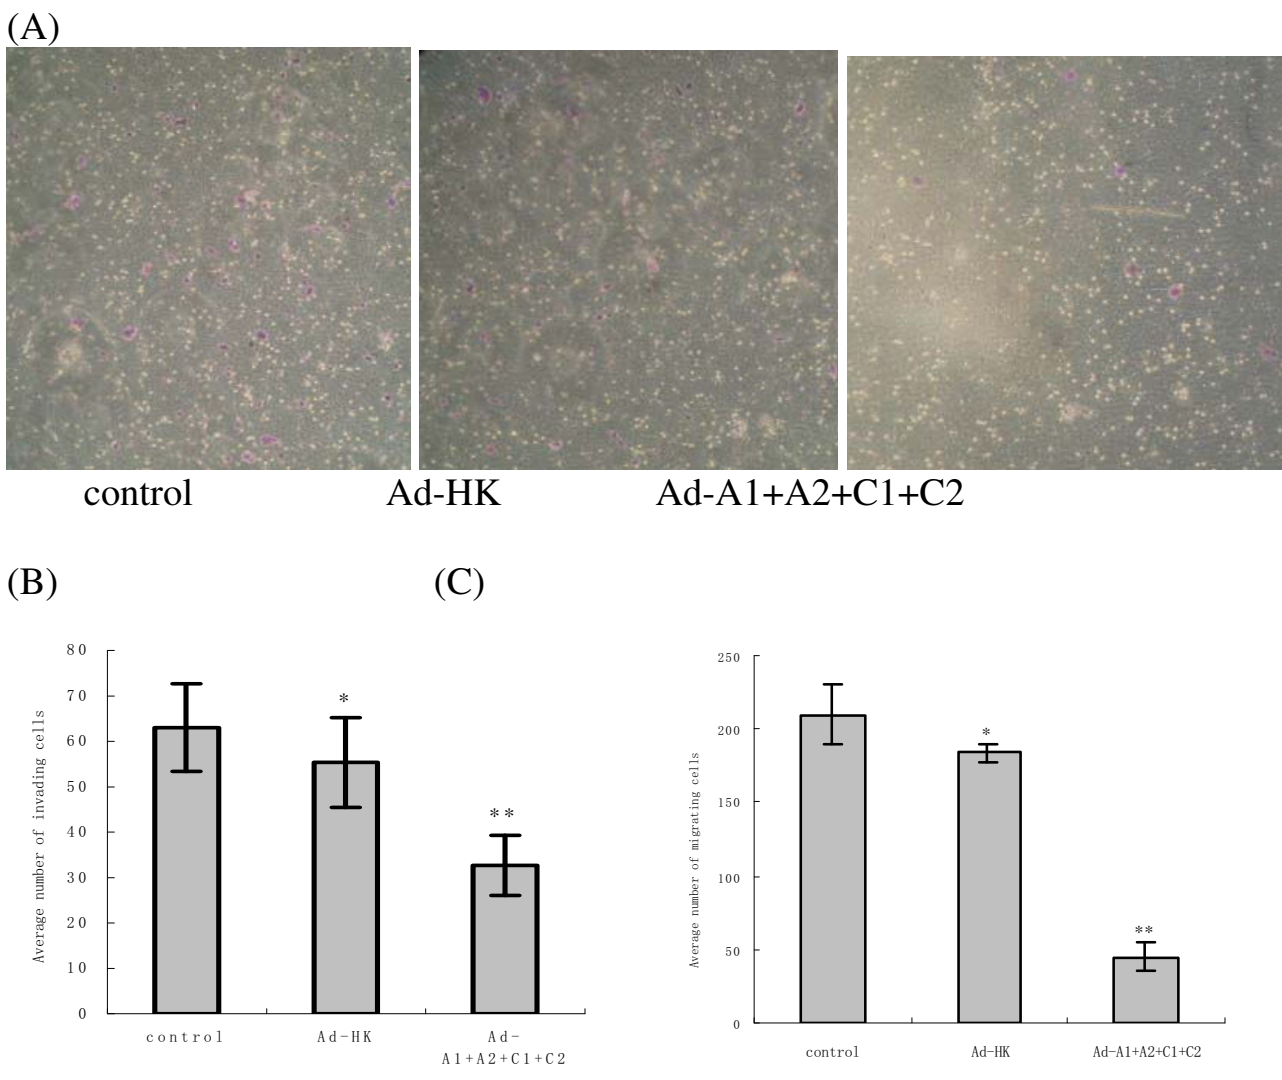 (A)
control Ad-HK Ad-A1+A2+C1+C2
(B) (C)
Average number of invading cells
80
70
60
50
40
30
20
10
0
*
**
control Ad-HK Ad-
A1+A2+C1+C2
Average number of migrating cells
250
200
150
100
50
0
*
**
control Ad-HK Ad-A1+A2+C1+C2